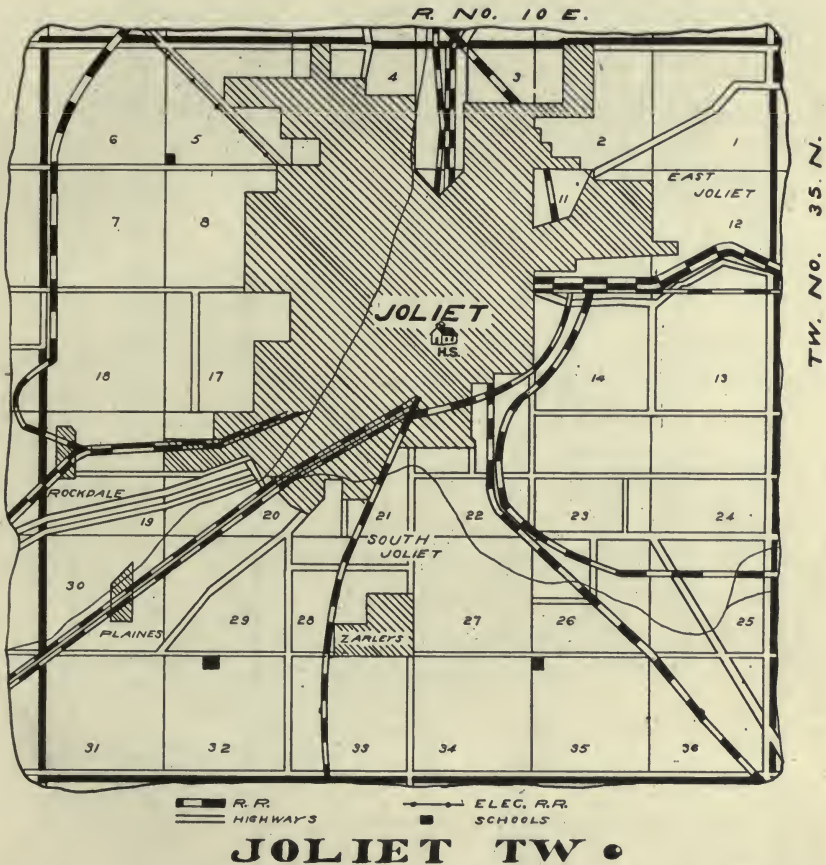 R. NO. 10 E.
TW. NO. 35. N.
4
3
6
5
2
1
EAST
JOLIET
11
7
8
12
JOLIET
H.S.
18
17
14
13
ROCKDALE
19
20
21
22
23
24
SOUTH
JOLIET
30
29
28
27
26
25
PLAINES
ZARLEYS
31
32
33
34
35
36
R.R.
ELEC. R.R.
HIGHWAYS
SCHOOLS
JOLIET TW.